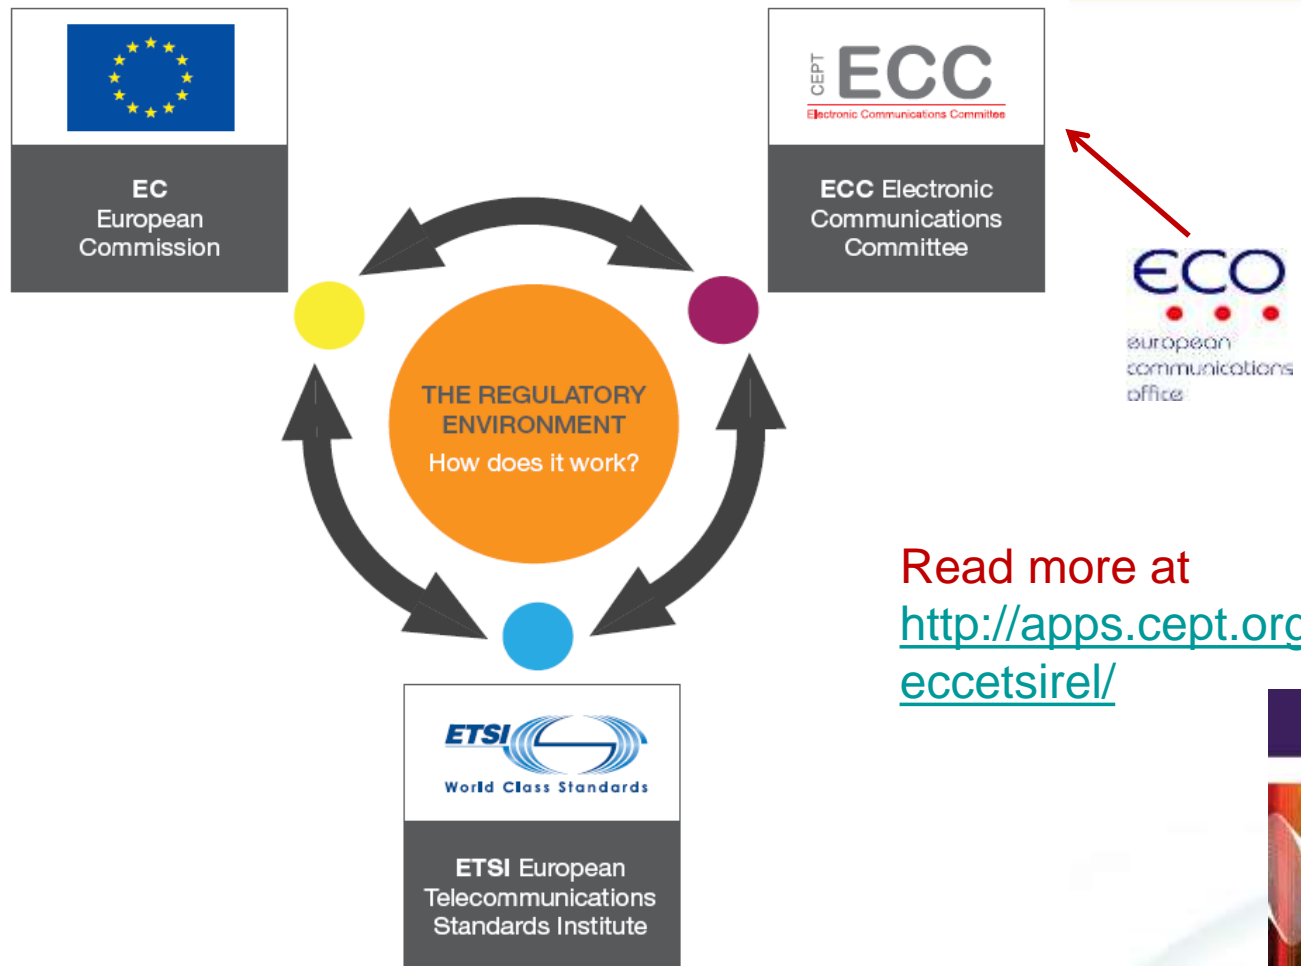 CEPT
ECC
Electronic Communications Committee
EC
European
Commission
ECC Electronic
Communications
Committee
ECO
european
communications
office
THE REGULATORY
ENVIRONMENT
How does it work?
Read more at
http://apps.cept.org
eccetsirel/
ETSI
World Class Standards
ETSI European
Telecommunications
Standards Institute